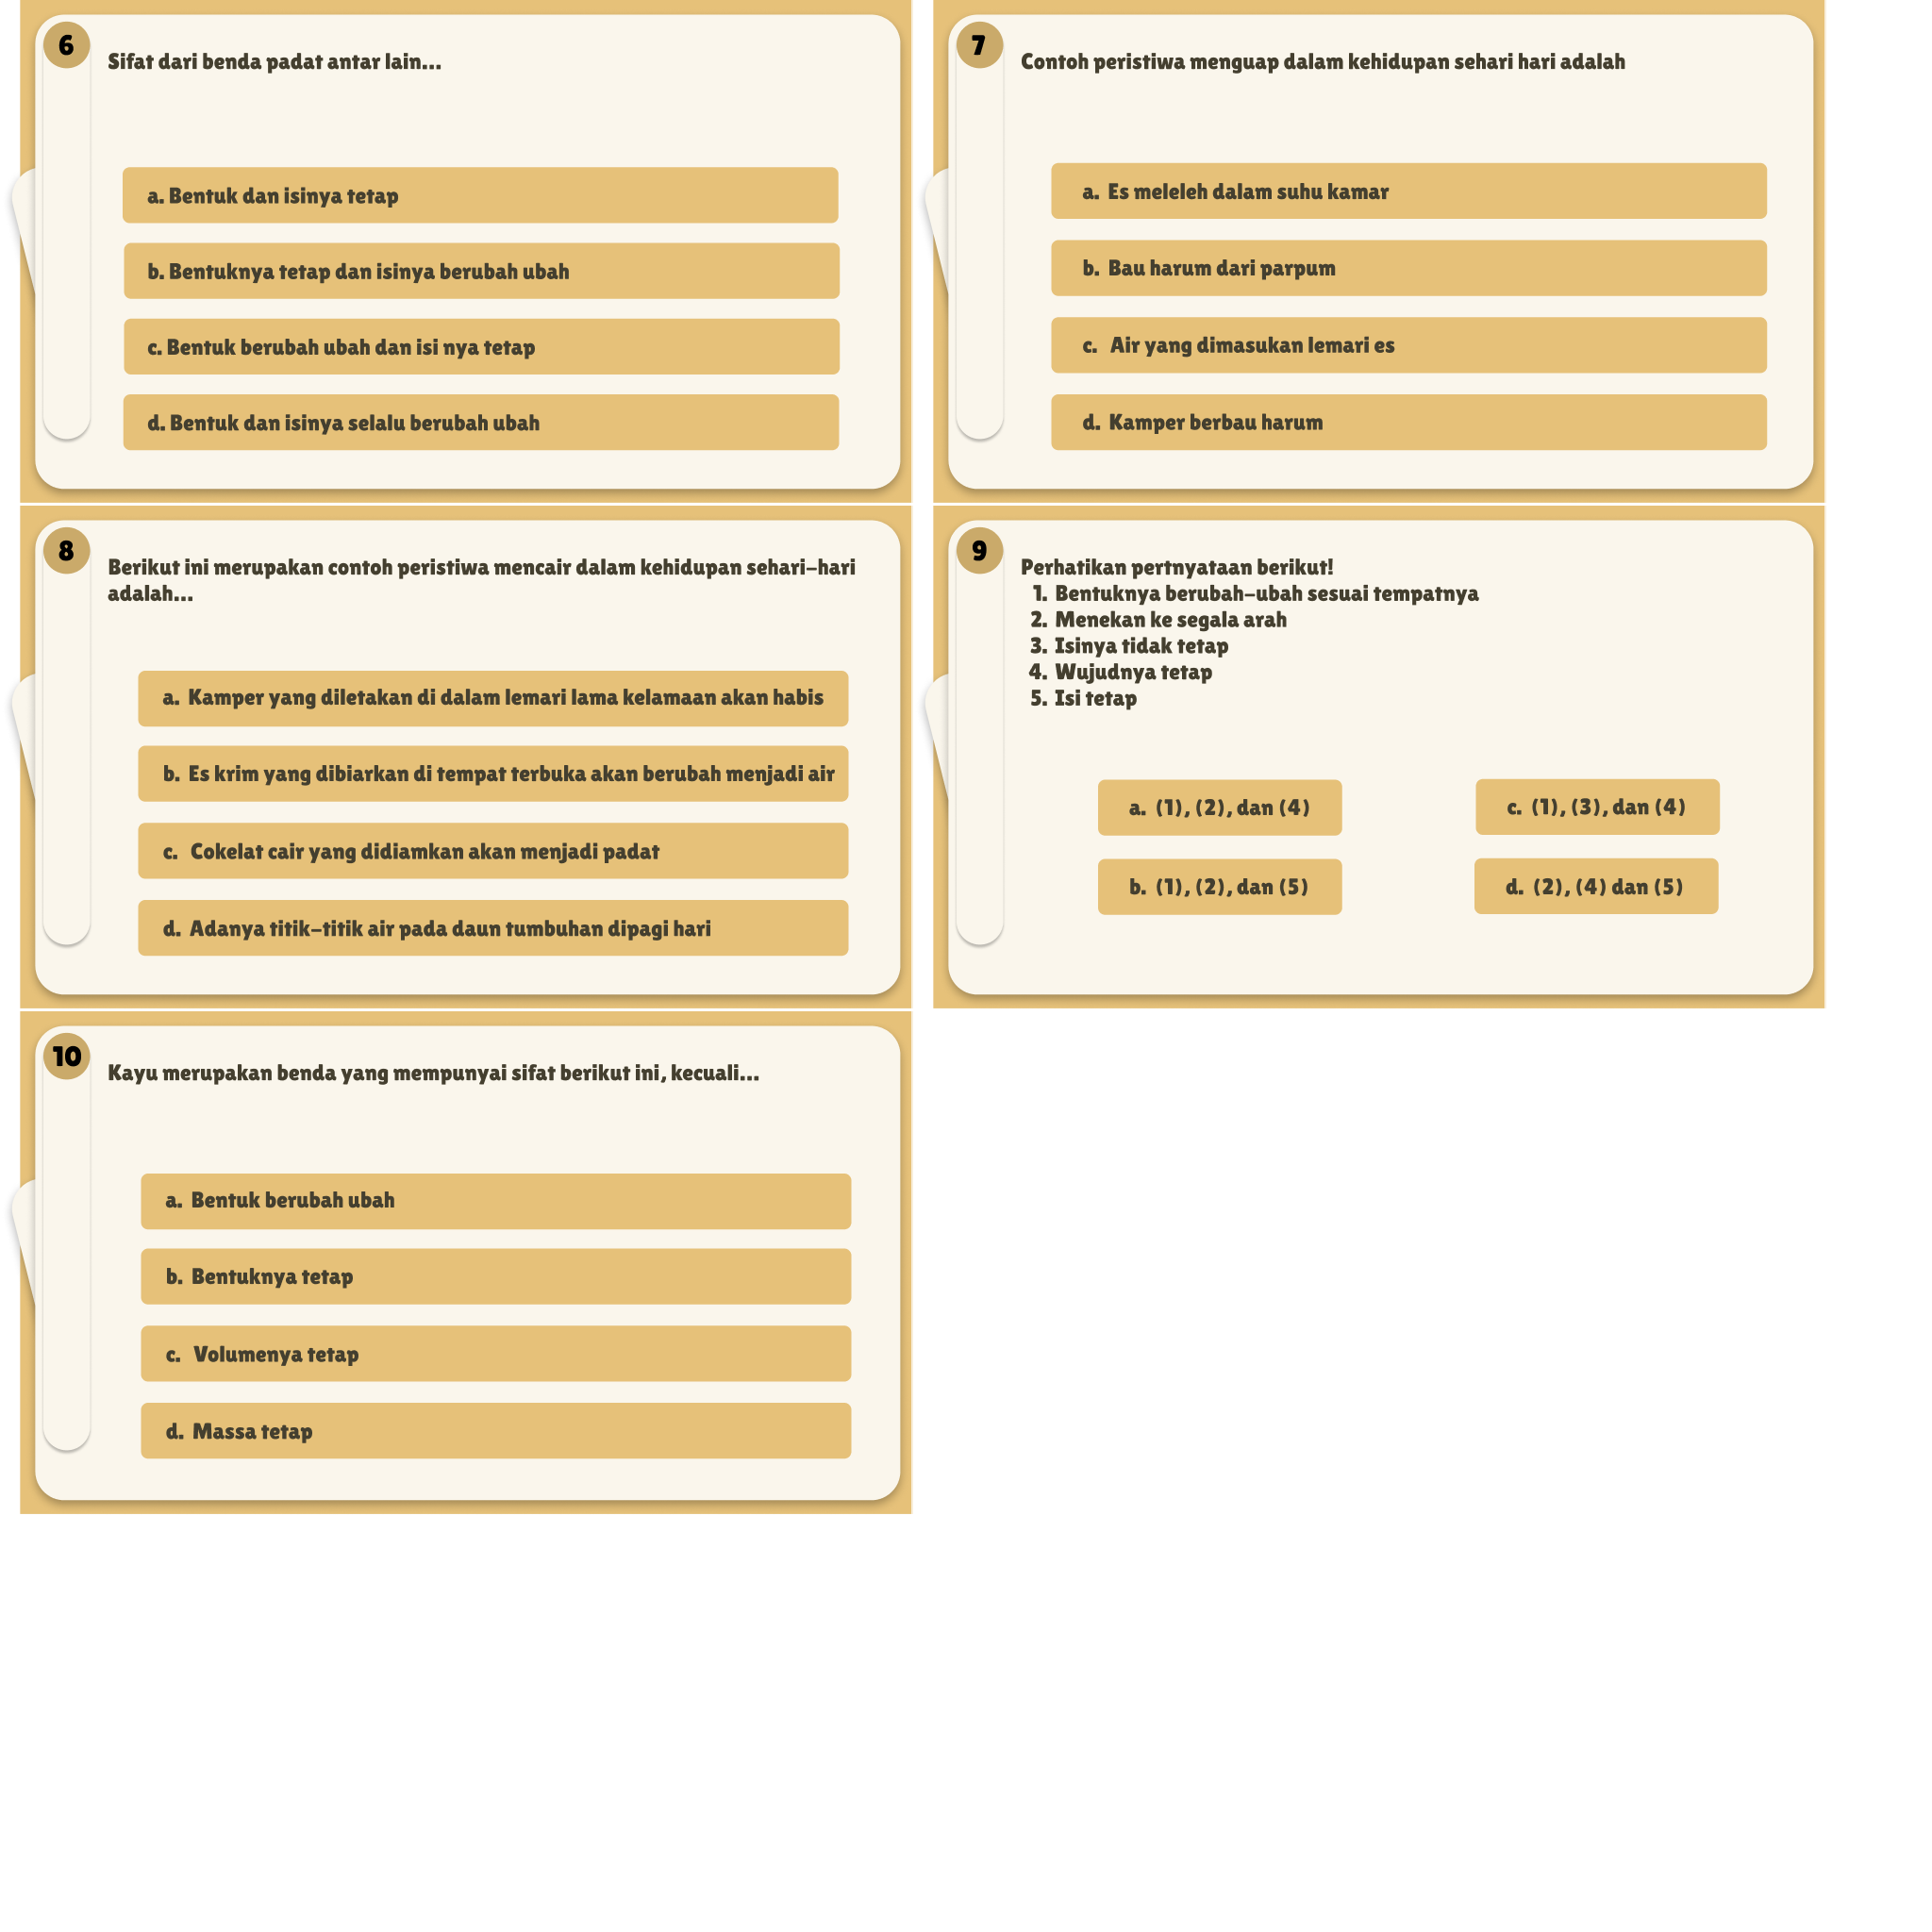 6
Sifat dari benda padat antar lain...
a. Bentuk dan isinya tetap
b. Bentuknya tetap dan isinya berubah ubah
c. Bentuk berubah ubah dan isi nya tetap
d. Bentuk dan isinya selalu berubah ubah
7
Contoh peristiwa menguap dalam kehidupan sehari hari adalah
a. Es meleleh dalam suhu kamar
b. Bau harum dari parpum
c. Air yang dimasukan lemari es
d. Kamper berbau harum
8
Berikut ini merupakan contoh peristiwa mencair dalam kehidupan sehari-hari
adalah...
a. Kamper yang diletakan di dalam lemari lama kelamaan akan habis
b. Es krim yang dibiarkan di tempat terbuka akan berubah menjadi air
c. Cokelat cair yang didiamkan akan menjadi padat
d. Adanya titik-titik air pada daun tumbuhan dipagi hari
9
Perhatikan pertnyataan berikut!
1. Bentuknya berubah-ubah sesuai tempatnya
2. Menekan ke segala arah
3. Isinya tidak tetap
4. Wujudnya tetap
5. Isi tetap
a. (1), (2), dan (4)
b. (1), (2), dan (5)
c. (1), (3), dan (4)
d. (2), (4) dan (5)
10
Kayu merupakan benda yang mempunyai sifat berikut ini, kecuali...
a. Bentuk berubah ubah
b. Bentuknya tetap
c. Volumenya tetap
d. Massa tetap